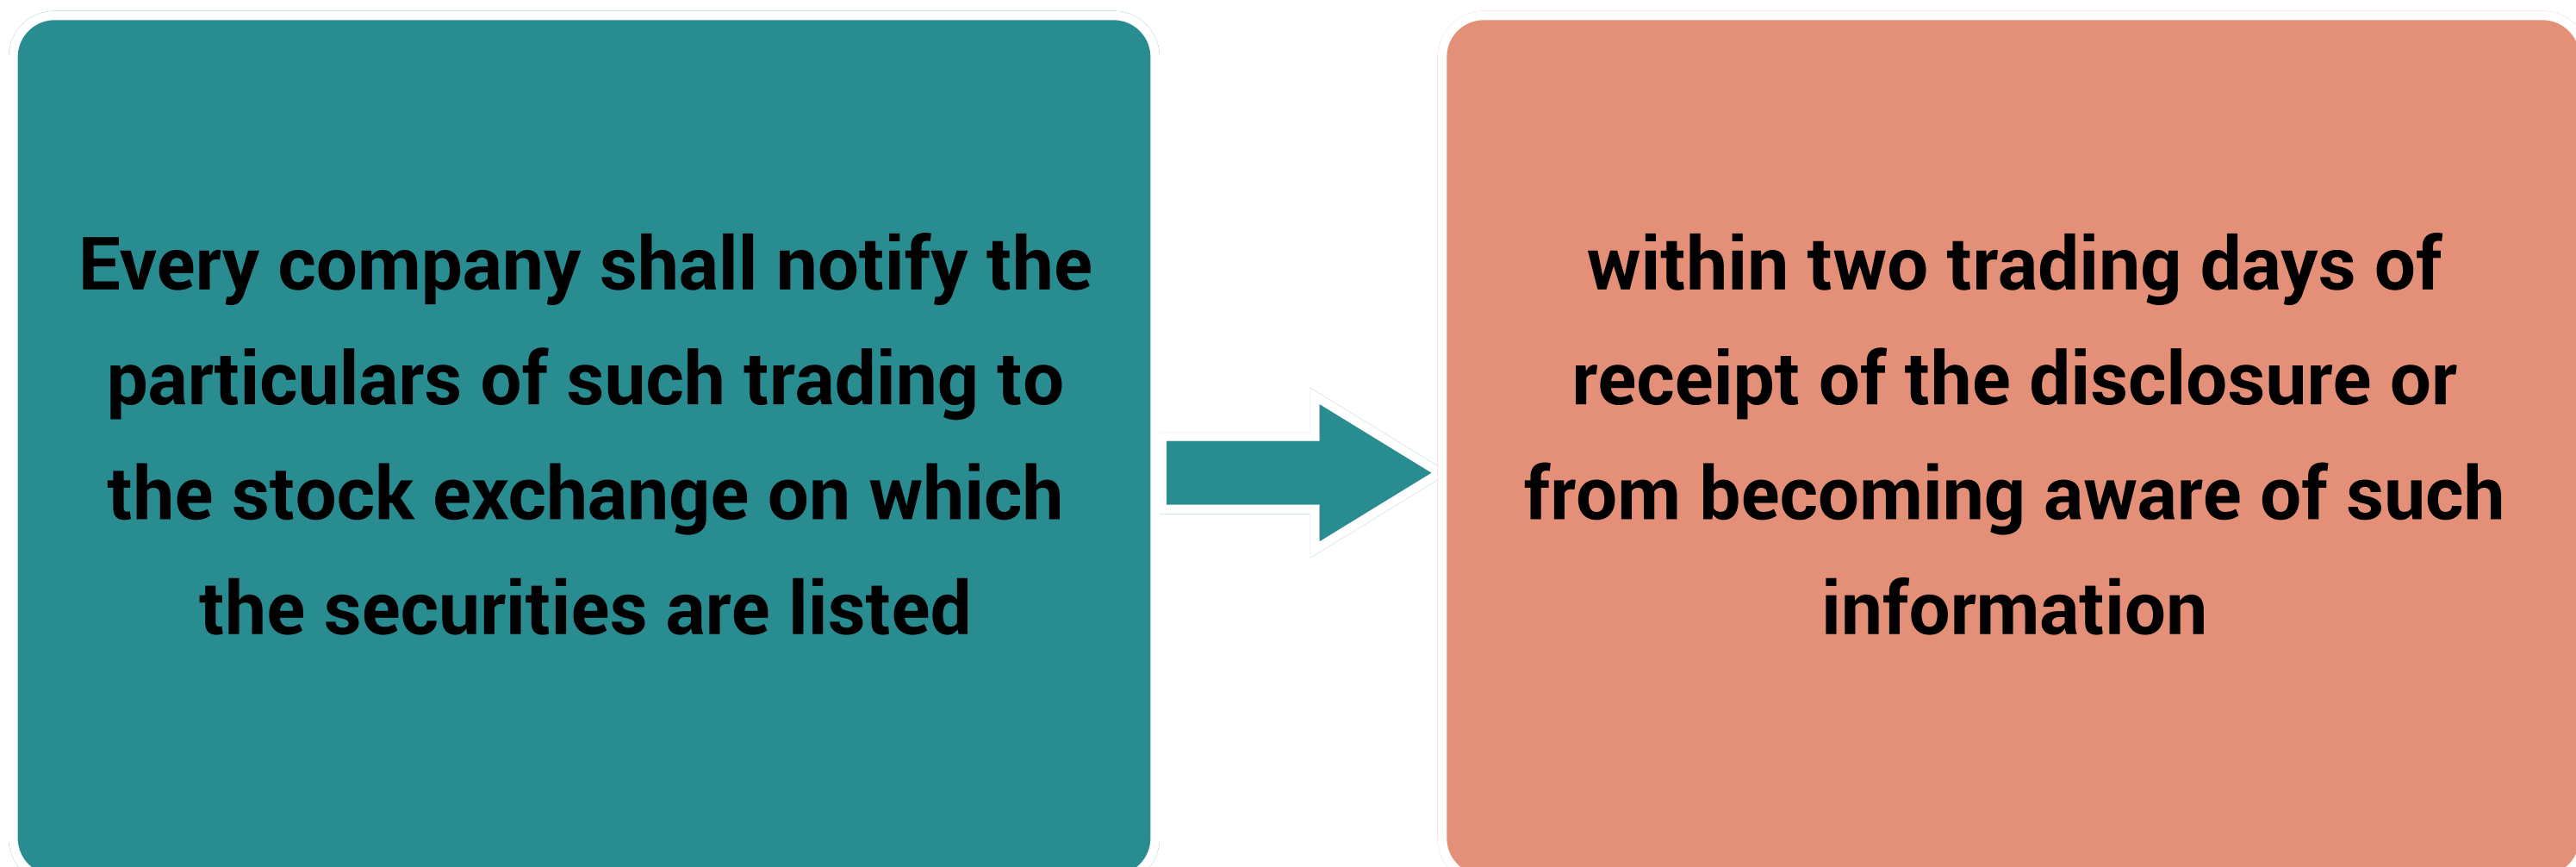 Every company shall notify the
particulars of such trading to
the stock exchange on which
the securities are listed
within two trading days of
receipt of the disclosure or
from becoming aware of such
information